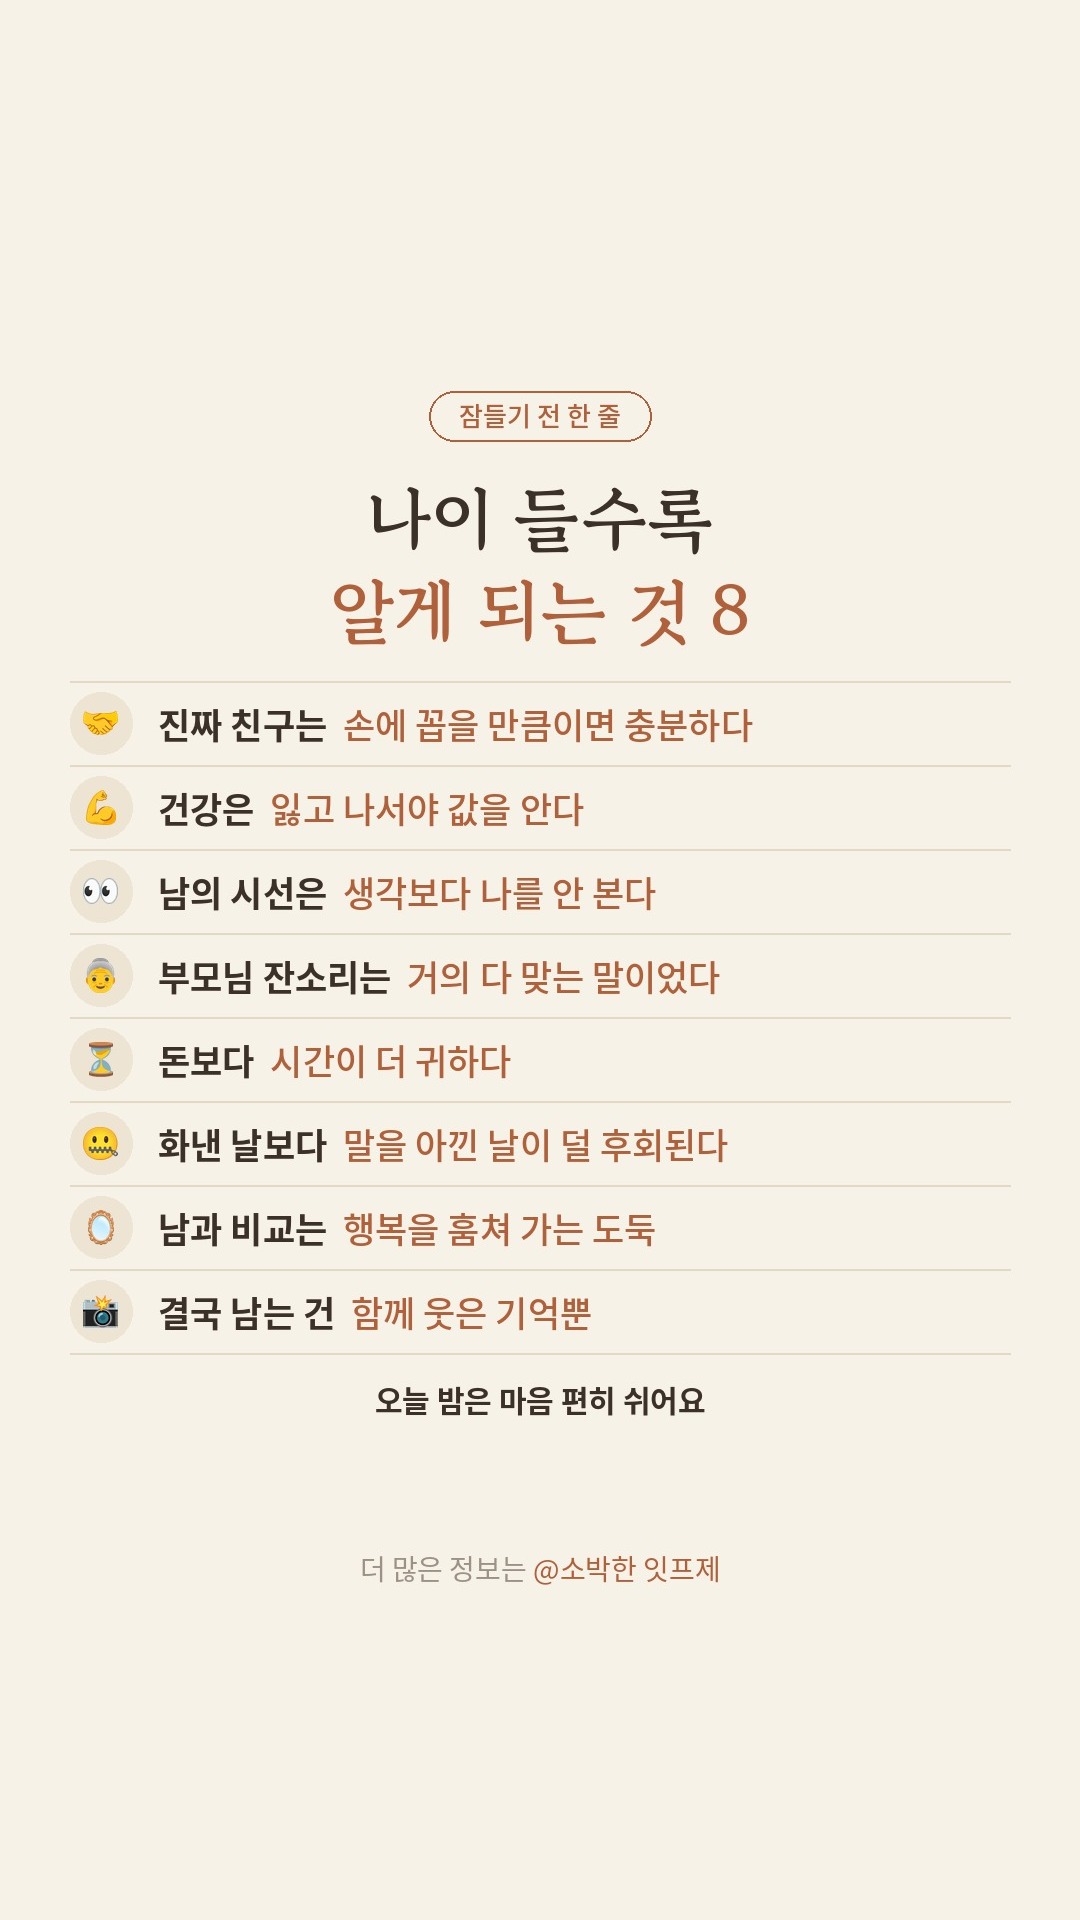 잠들기 전 한 줄
나이 들수록
알게 되는 것 8
진짜 친구는 손에 꼽을 만큼이면 충분하다
건강은 잃고 나서야 값을 안다
남의 시선은 생각보다 나를 안 본다
부모님 잔소리는 거의 다 맞는 말이었다
돈보다 시간이 더 귀하다
화낸 날보다 말을 아낀 날이 덜 후회된다
남과 비교는 행복을 훔쳐 가는 도둑
결국 남는 건 함께 웃은 기억뿐
오늘 밤은 마음 편히 쉬어요
더 많은 정보는 @소박한 잇프제